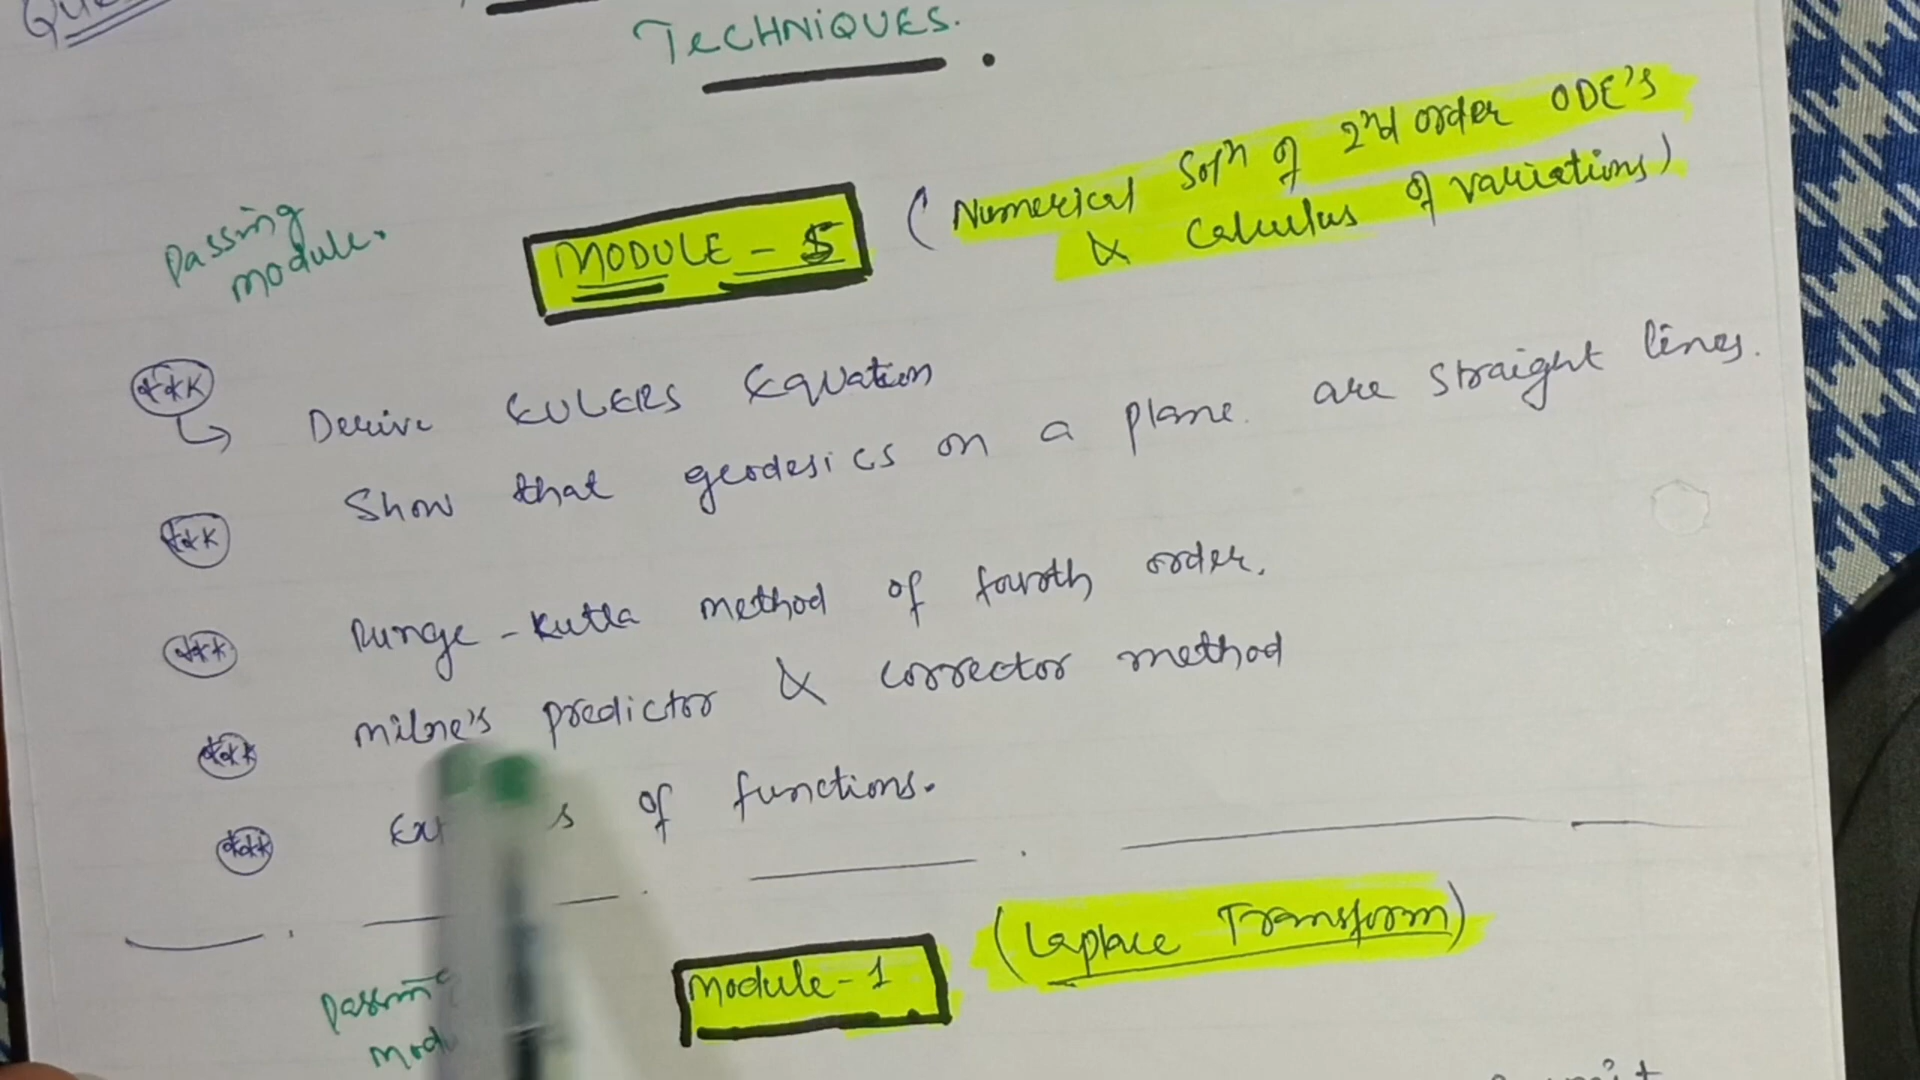 TECHNIQUES.
Passing
module.
MODULE - 5
(Numerical Solⁿ of 2nd order ODE's
& Calculus of variations)
*** Derive EULERS Equation
*** Show that geodesics on a plane are straight lines.
*** Runge-Kutta method of fourth order.
*** milne's predictor & corrector method
*** of functions.
Module-1
(Laplace Transform)